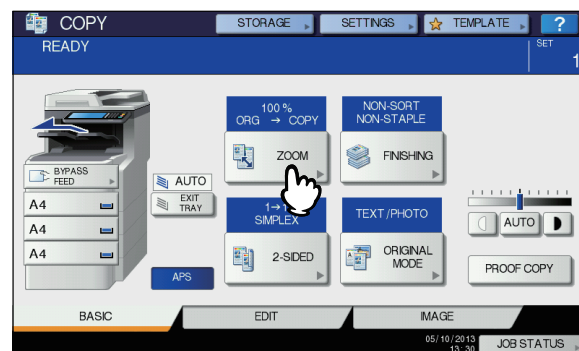 COPY
STORAGE
SETTINGS
TEMPLATE
?
READY
SET
1
100 %
ORG → COPY
NON-SORT
NON-STAPLE
ZOOM
FINISHING
BYPASS
FEED
AUTO
EXIT
TRAY
A4
A4
A4
1→1
SIMPLEX
TEXT/PHOTO
2-SIDED
ORIGINAL
MODE
AUTO
APS
PROOF COPY
BASIC
EDIT
IMAGE
05/10/2013
13:30
JOB STATUS